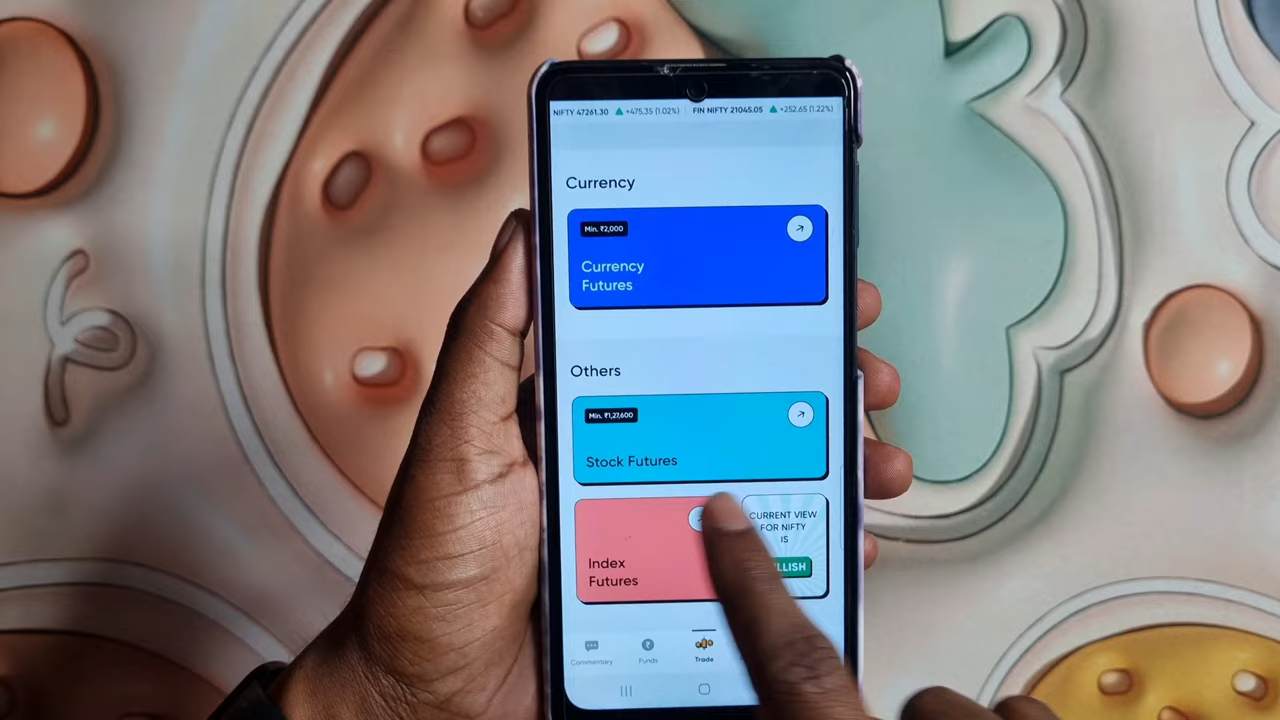 NIFTY 47261.30 ▲ +475.35 (1.02%) FIN NIFTY 21045.05 ▲ +252.65 (1.22%)
Currency
Min. ₹2,000
Currency
Futures
Others
Min. ₹1,27,600
Stock Futures
CURRENT VIEW
FOR NIFTY
IS
LLISH
Index
Futures
Commentary Funds Trade